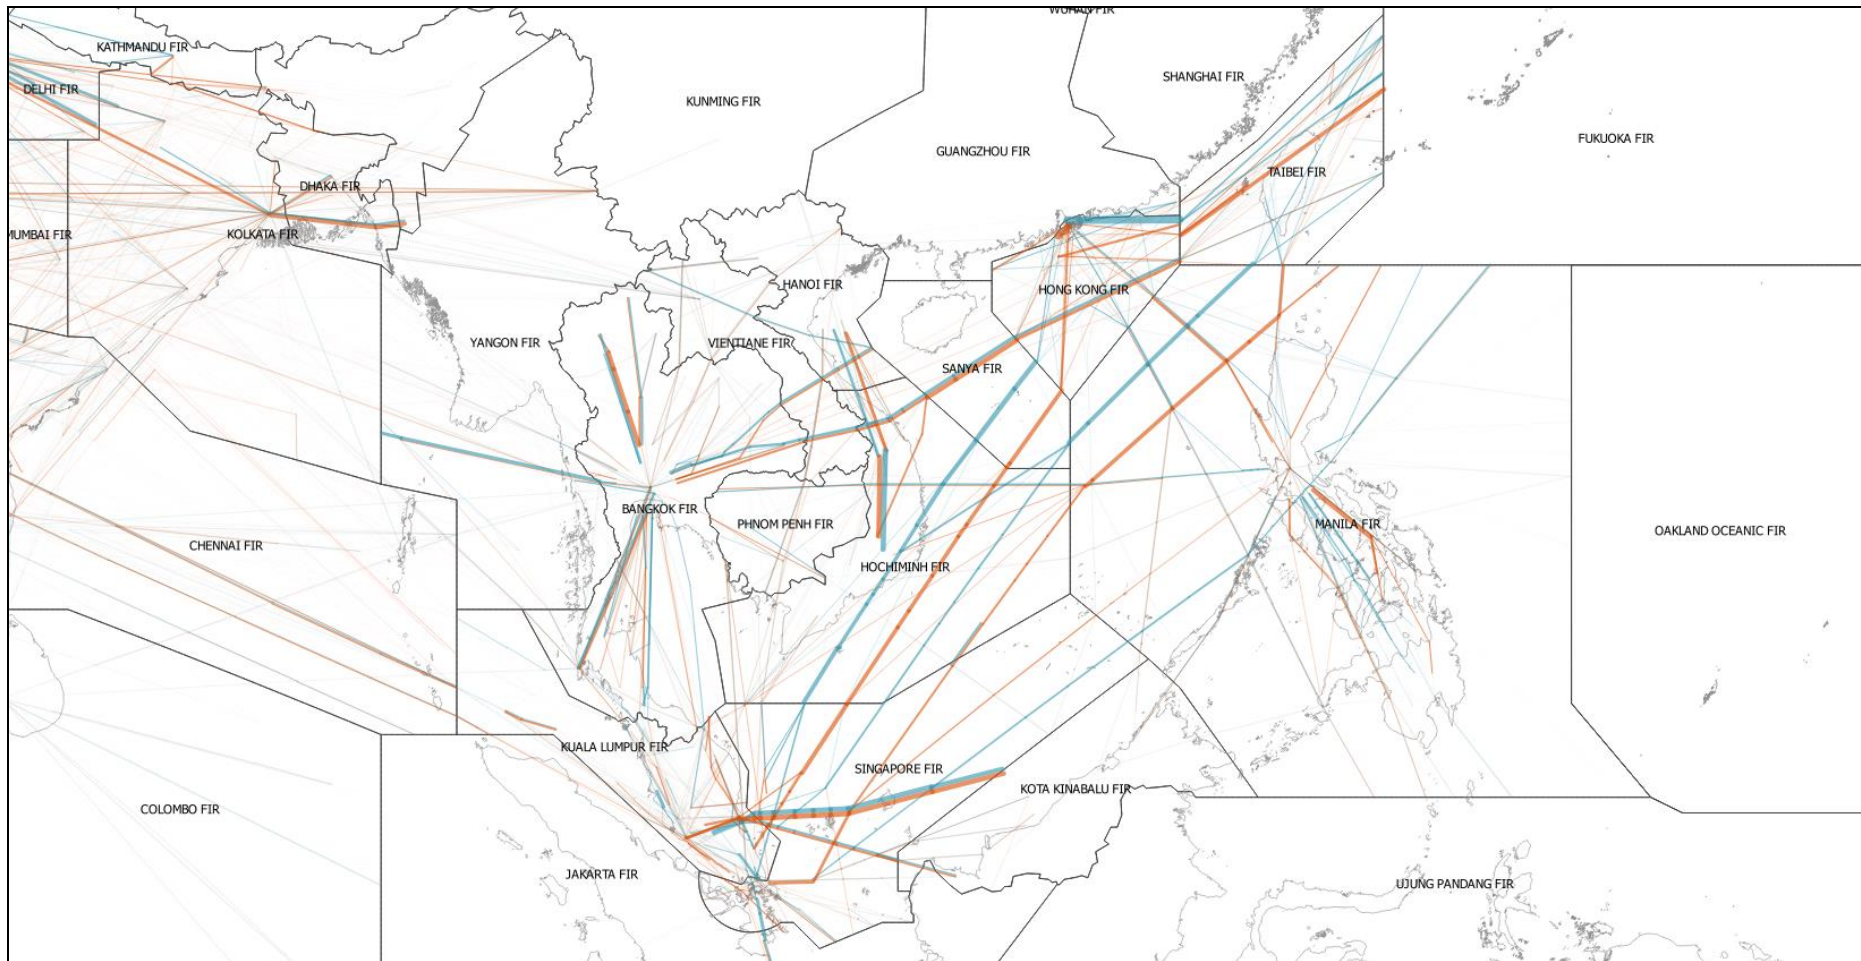 WUHAN FIR
KATHMANDU FIR
SHANGHAI FIR
DELHI FIR
KUNMING FIR
FUKUOKA FIR
GUANGZHOU FIR
TAIBEI FIR
DHAKA FIR
MUMBAI FIR
KOLKATA FIR
HANOI FIR
HONG KONG FIR
YANGON FIR
VIENTIANE FIR
SANYA FIR
BANGKOK FIR
PHNOM PENH FIR
MANILA FIR
OAKLAND OCEANIC FIR
CHENNAI FIR
HOCHIMINH FIR
KUALA LUMPUR FIR
SINGAPORE FIR
KOTA KINABALU FIR
COLOMBO FIR
JAKARTA FIR
UJUNG PANDANG FIR